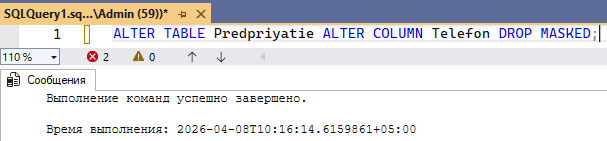 SQLQuery1.sq...\Admin (59))*
1 ALTER TABLE Predpriyatie ALTER COLUMN Telefon DROP MASKED;
110 % 2 0
Сообщения
Выполнение команд успешно завершено.
Время выполнения: 2026-04-08T10:16:14.6159861+05:00